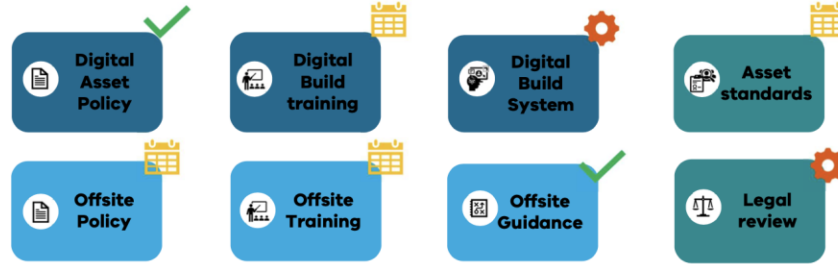 Digital
Asset
Policy
Digital
Build
training
Digital
Build
System
Asset
standards
Offsite
Policy
Offsite
Training
Offsite
Guidance
Legal
review